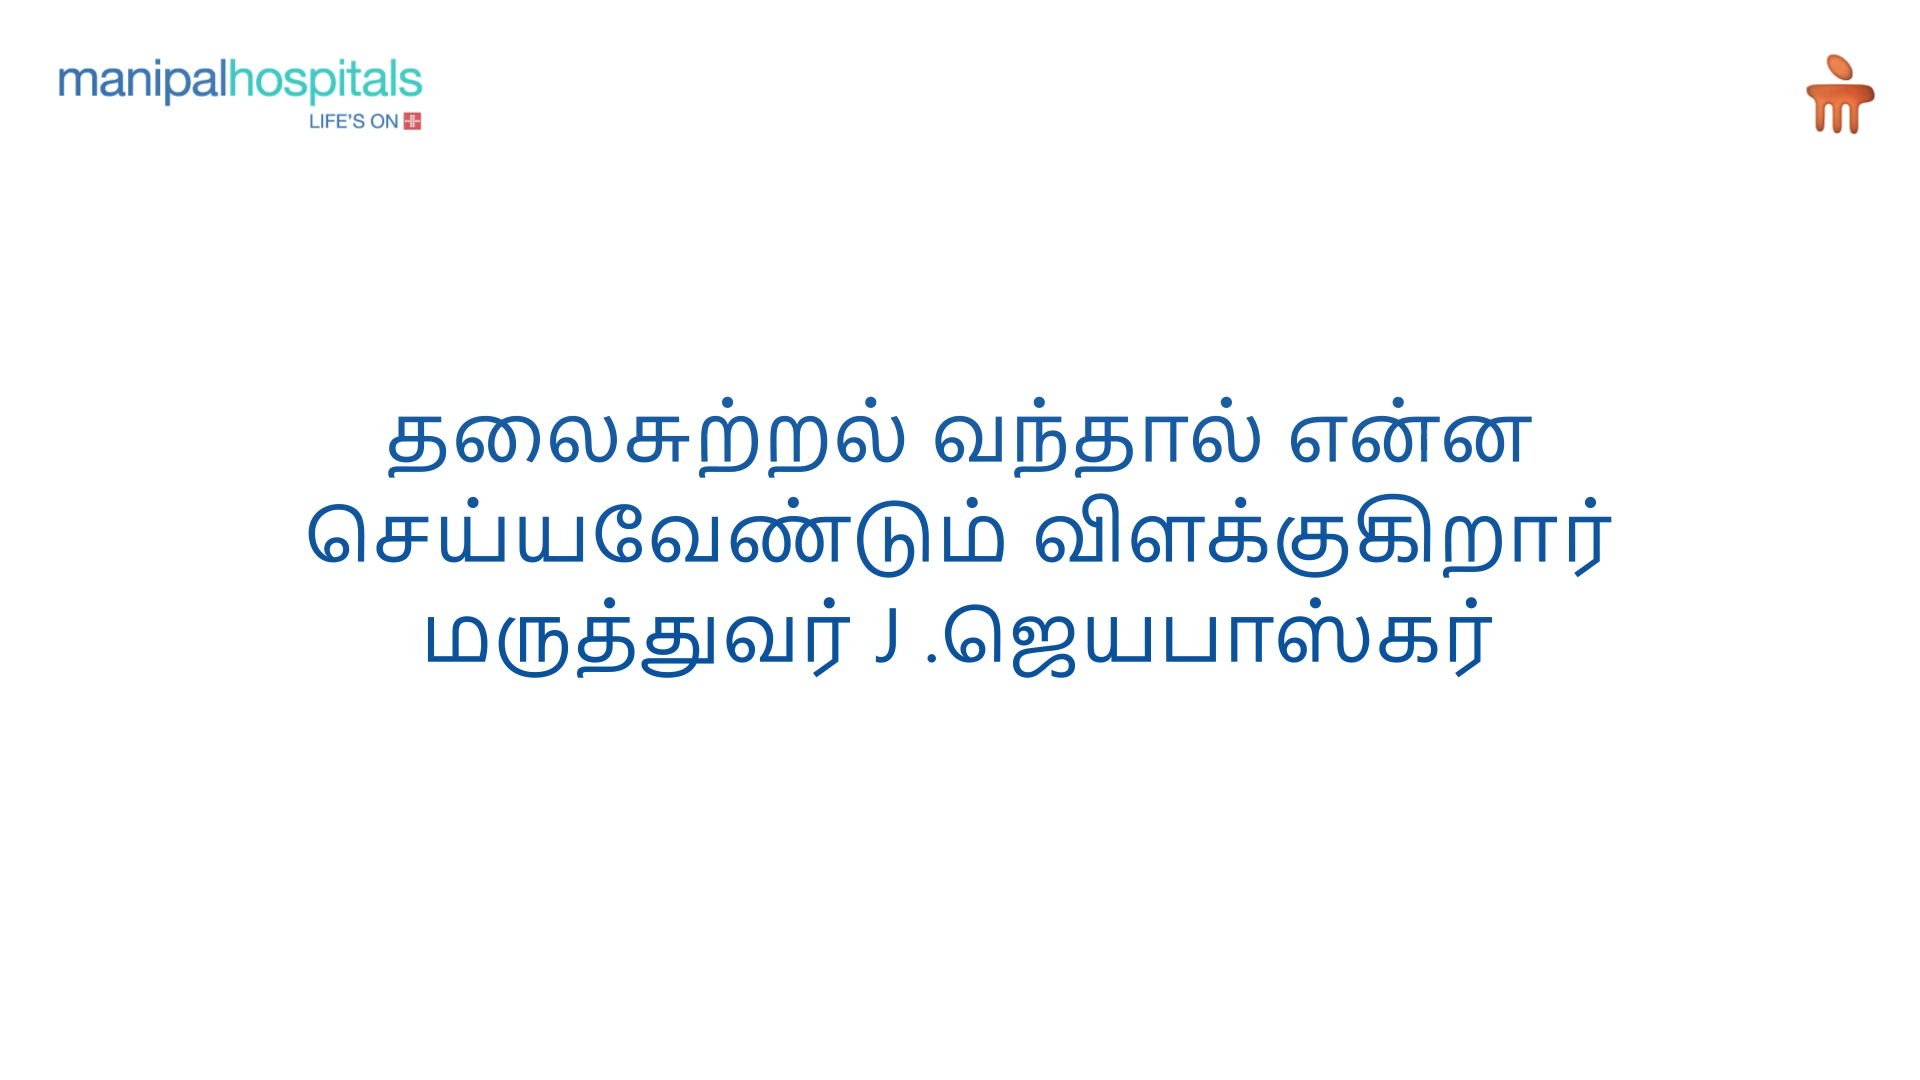 manipalhospitals
LIFE'S ON
தலைசுற்றல் வந்தால் என்ன
செய்யவேண்டும் விளக்குகிறார்
மருத்துவர் J .ஜெயபாஸ்கர்